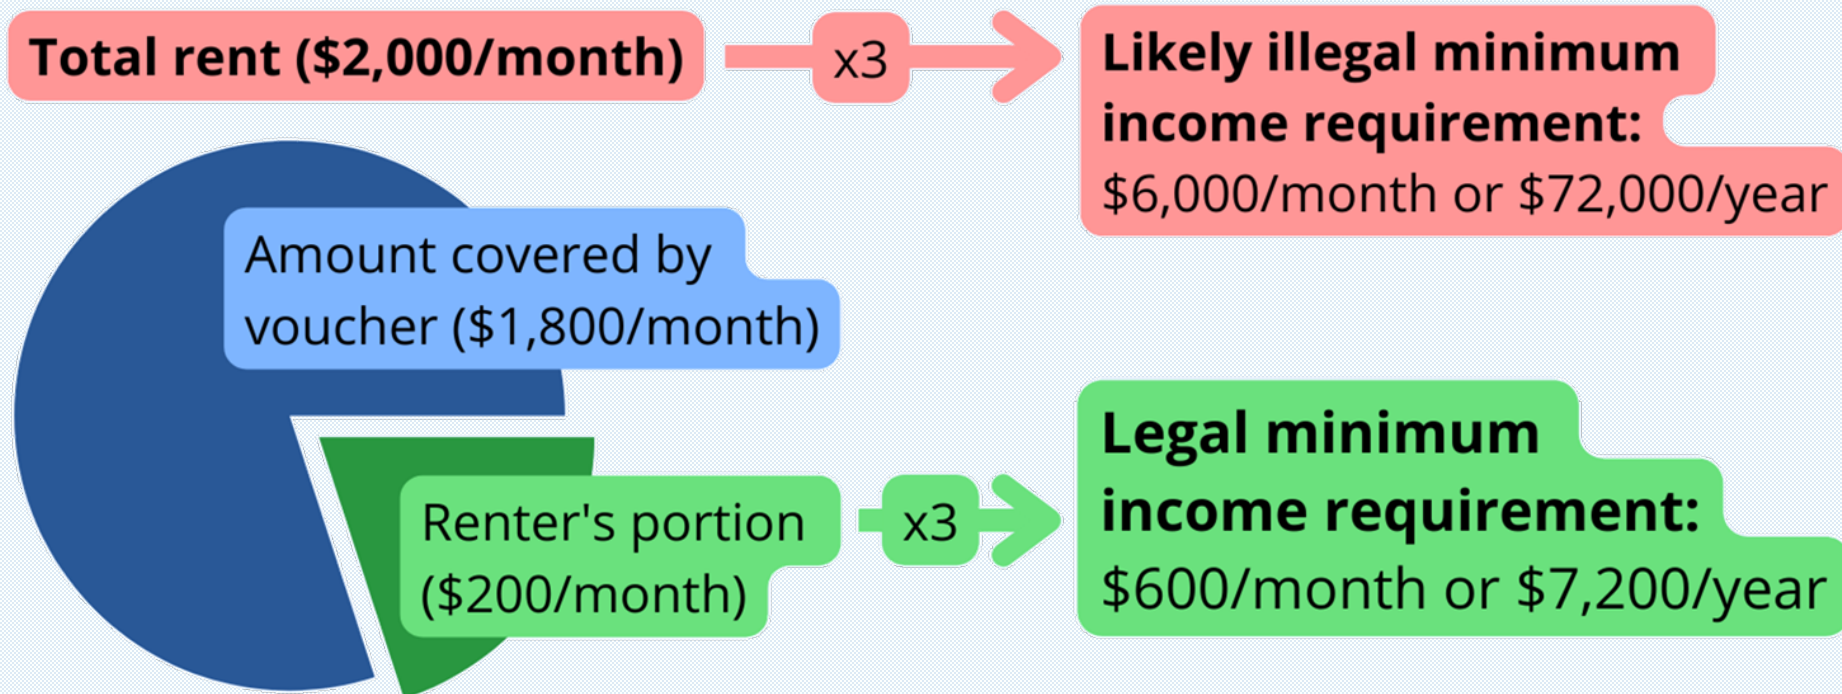 Total rent ($2,000/month)
x3
Likely illegal minimum
income requirement:
$6,000/month or $72,000/year
Amount covered by
voucher ($1,800/month)
Renter's portion
($200/month)
x3
Legal minimum
income requirement:
$600/month or $7,200/year